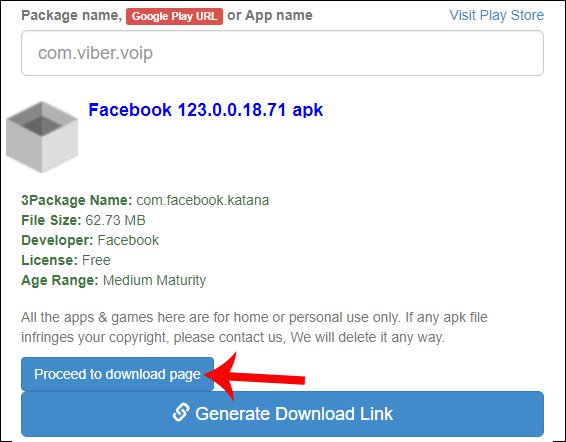 Package name, Google Play URL or App name
Visit Play Store
com.viber.voip
Facebook 123.0.0.18.71 apk
3Package Name: com.facebook.katana
File Size: 62.73 MB
Developer: Facebook
License: Free
Age Range: Medium Maturity
All the apps & games here are for home or personal use only. If any apk file
infringes your copyright, please contact us, We will delete it any way.
Proceed to download page
Generate Download Link